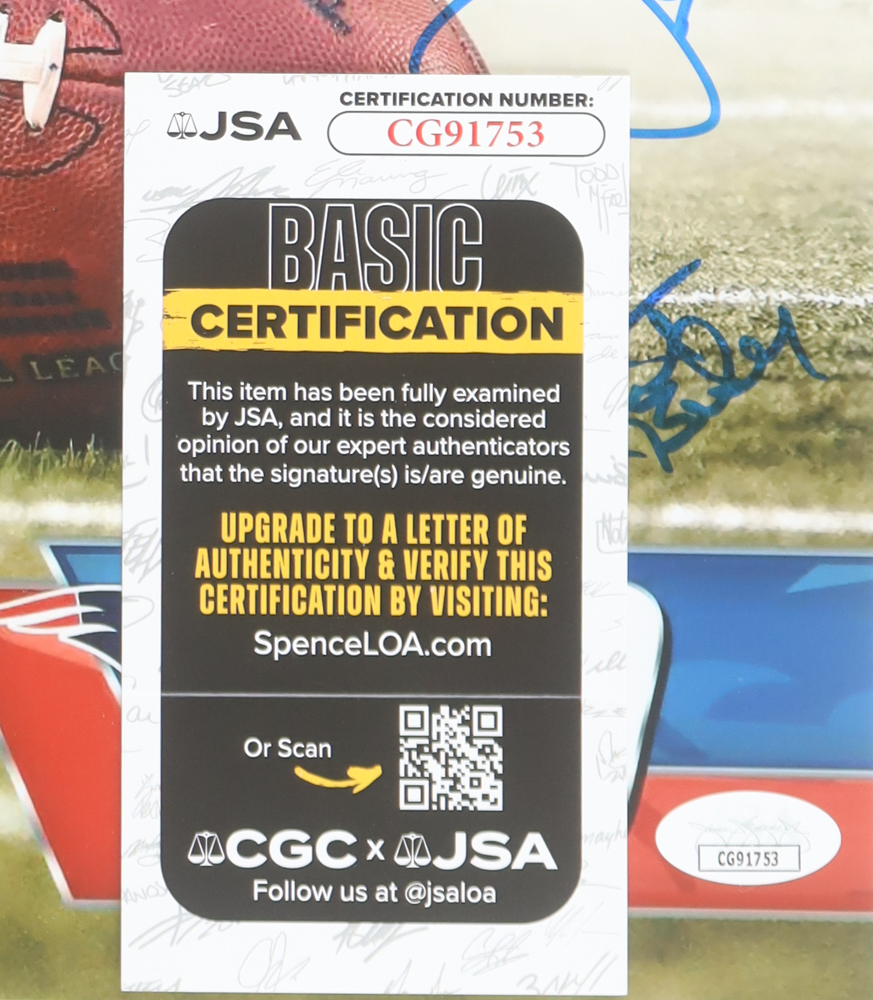 CERTIFICATION NUMBER:
JSA
CG91753
BASIC
CERTIFICATION
This item has been fully examined
by JSA, and it is the considered
opinion of our expert authenticators
that the signature(s) is/are genuine.
UPGRADE TO A LETTER OF
AUTHENTICITY & VERIFY THIS
CERTIFICATION BY VISITING:
SpenceLOA.com
Or Scan
CGC x JSA
Follow us at @jsaloa
CG91753